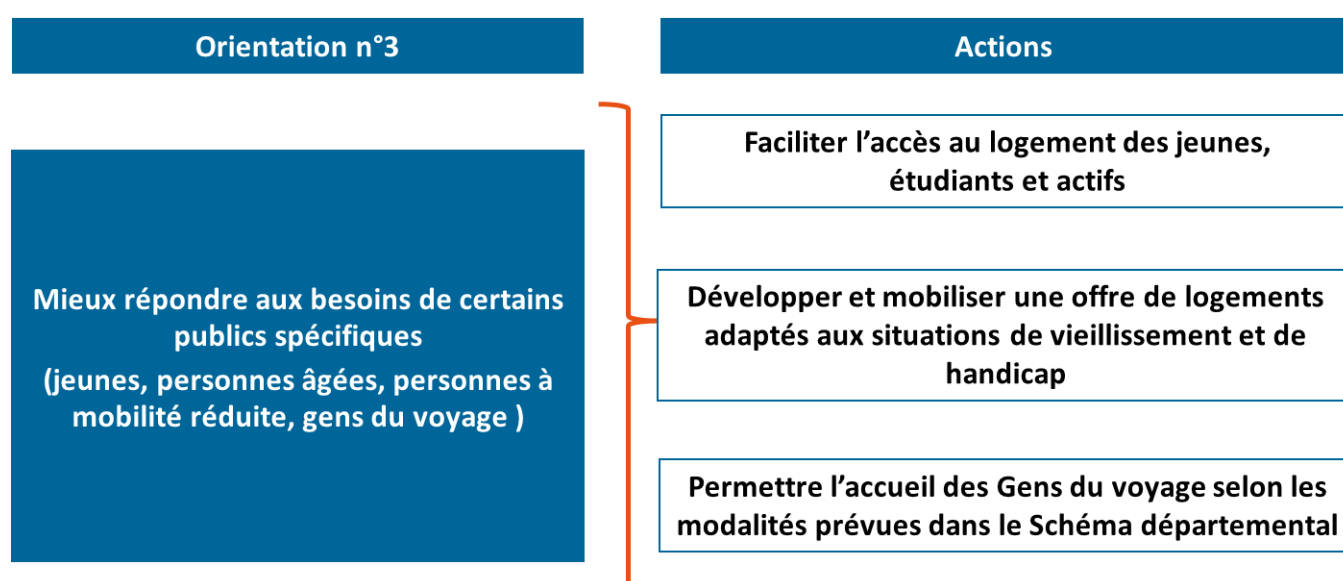 Orientation n°3
Actions
Mieux répondre aux besoins de certains
publics spécifiques
(jeunes, personnes âgées, personnes à
mobilité réduite, gens du voyage )
Faciliter l’accès au logement des jeunes,
étudiants et actifs
Développer et mobiliser une offre de logements
adaptés aux situations de vieillissement et de
handicap
Permettre l’accueil des Gens du voyage selon les
modalités prévues dans le Schéma départemental